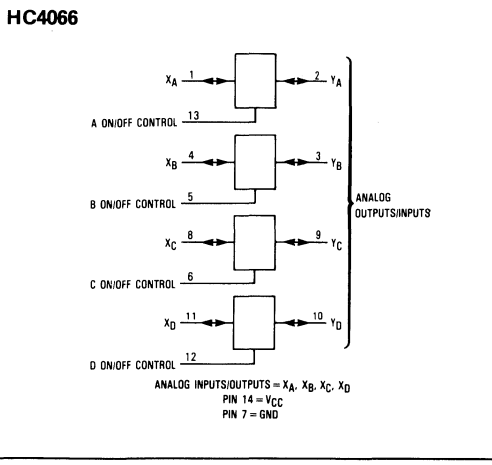 HC4066
XA 1 2 YA
A ON/OFF CONTROL 13
XB 4 3 YB
B ON/OFF CONTROL 5
ANALOG
OUTPUTS/INPUTS
XC 8 9 YC
C ON/OFF CONTROL 6
XD 11 10 YD
D ON/OFF CONTROL 12
ANALOG INPUTS/OUTPUTS = XA, XB, XC, XD
PIN 14 = VCC
PIN 7 = GND